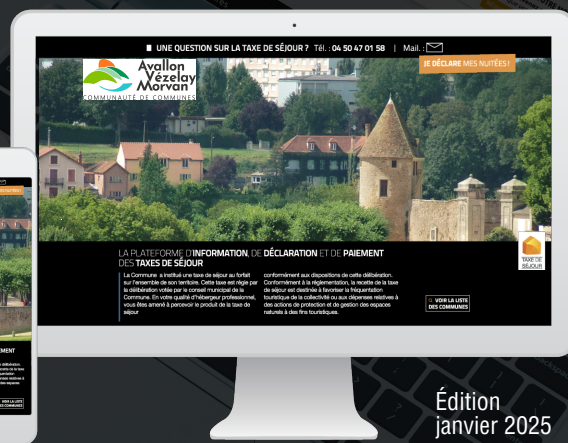 UNE QUESTION SUR LA TAXE DE SÉJOUR ? Tél. : 04 50 47 01 58 | Mail. :
JE DÉCLARE MES NUITÉES !
Avallon
Vézelay
Morvan
COMMUNAUTÉ DE COMMUNES
LA PLATEFORME D'INFORMATION, DE DÉCLARATION ET DE PAIEMENT
DES TAXES DE SÉJOUR
La Commune a institué une taxe de séjour au forfait
sur l'ensemble de son territoire. Cette taxe est régie par
la délibération votée par le conseil municipal de la
Commune. En votre qualité d'hébergeur professionnel,
vous êtes amené à percevoir le produit de la taxe de
séjour
conformément aux dispositions de cette délibération.
Conformément à la réglementation, la recette de la taxe
de séjour est destinée à favoriser la fréquentation
touristique de la collectivité ou aux dépenses relatives à
des actions de protection et de gestion des espaces
naturels à des fins touristiques.
TAXE DE
SÉJOUR
VOIR LA LISTE
DES COMMUNES
Édition
janvier 2025